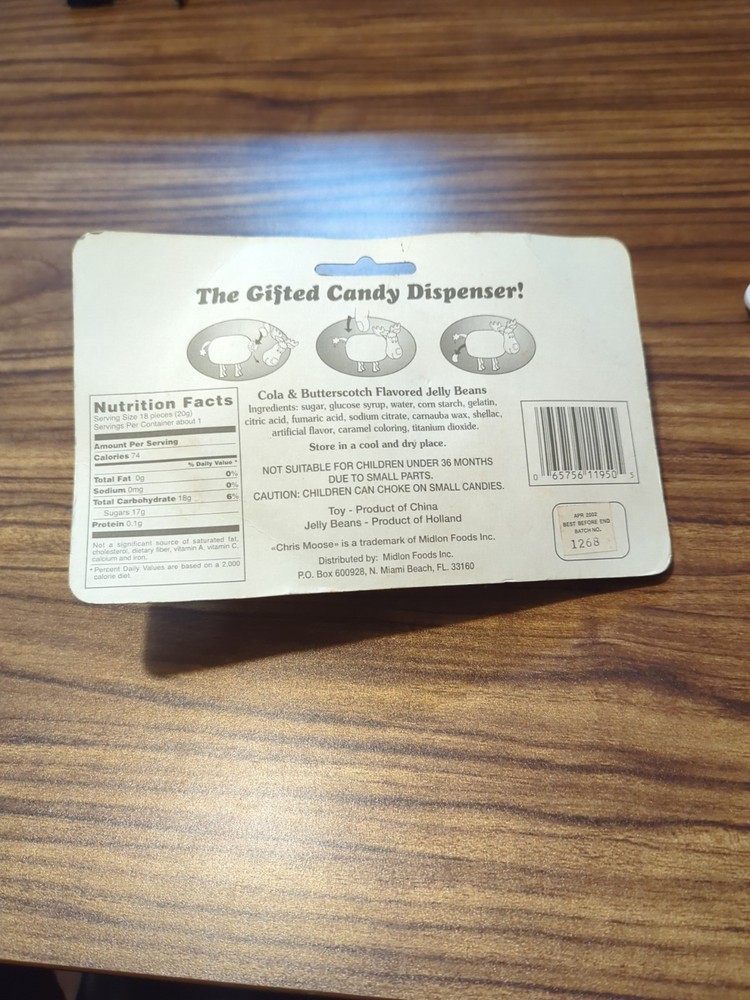 The Gifted Candy Dispenser!
Nutrition Facts
Serving Size 18 pieces (20g)
Servings Per Container about 1
Amount Per Serving
Calories 74
% Daily Value *
Total Fat 0g 0%
Sodium 0mg 0%
Total Carbohydrate 18g 6%
Sugars 17g
Protein 0.1g
Not a significant source of saturated fat,
cholesterol, dietary fiber, vitamin A, vitamin C,
calcium and iron.
* Percent Daily Values are based on a 2,000
calorie diet.
Cola & Butterscotch Flavored Jelly Beans
Ingredients: sugar, glucose syrup, water, corn starch, gelatin,
citric acid, fumaric acid, sodium citrate, carnauba wax, shellac,
artificial flavor, caramel coloring, titanium dioxide.
Store in a cool and dry place.
NOT SUITABLE FOR CHILDREN UNDER 36 MONTHS
DUE TO SMALL PARTS.
CAUTION: CHILDREN CAN CHOKE ON SMALL CANDIES.
Toy - Product of China
Jelly Beans - Product of Holland
«Chris Moose» is a trademark of Midlon Foods Inc.
Distributed by: Midlon Foods Inc.
P.O. Box 600928, N. Miami Beach, FL. 33160
0 65756 11950 5
APR 2002
BEST BEFORE END
BATCH NO.
1268